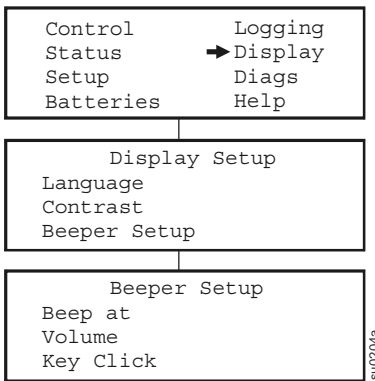 Control Logging
Status Display
Setup Diags
Batteries Help
Display Setup
Language
Contrast
Beeper Setup
Beeper Setup
Beep at
Volume
Key Click
su0204a